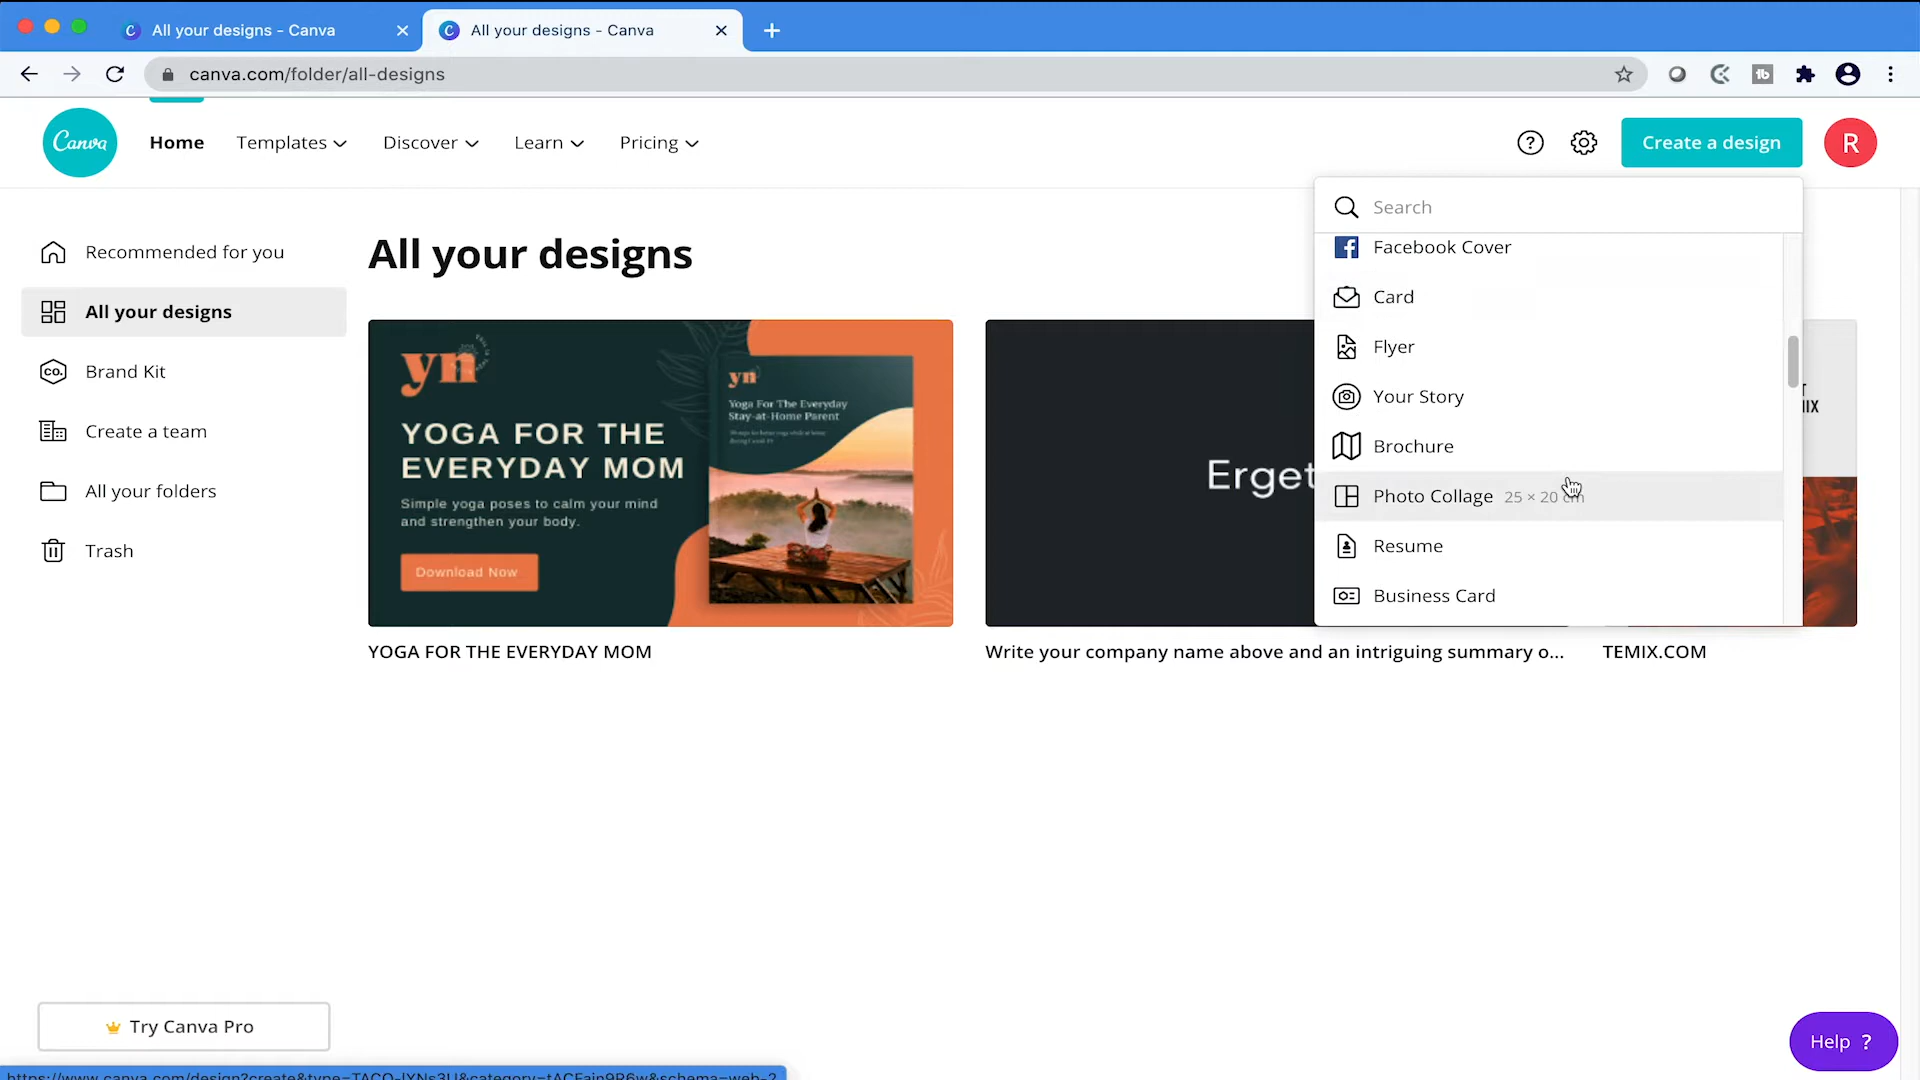 All your designs - Canva
All your designs - Canva
canva.com/folder/all-designs
Canva
Home
Templates
Discover
Learn
Pricing
Create a design
R
Search
Facebook Cover
Card
Flyer
Your Story
Brochure
Photo Collage 25 × 20 cm
Resume
Business Card
Recommended for you
All your designs
Brand Kit
CO.
Create a team
All your folders
Trash
All your designs
yn
YOGA FOR THE
EVERYDAY MOM
Simple yoga poses to calm your mind
and strengthen your body.
Download Now
yn
Yoga For The Everyday
Stay-at-Home Parent
Erget
YOGA FOR THE EVERYDAY MOM
Write your company name above and an intriguing summary o...
TEMIX.COM
Try Canva Pro
Help ?